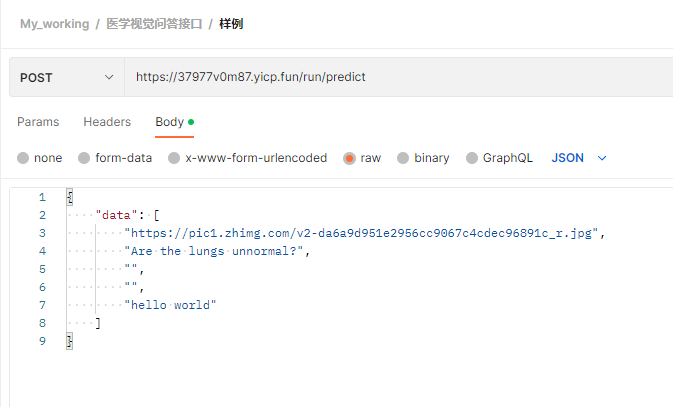 My_working / 医学视觉问答接口 / 样例
POST https://37977v0m87.yicp.fun/run/predict
Params Headers Body
none form-data x-www-form-urlencoded raw binary GraphQL JSON
1 {
2 "data": [
3 "https://pic1.zhimg.com/v2-da6a9d951e2956cc9067c4cdec96891c_r.jpg",
4 "Are the lungs unnormal?",
5 "",
6 "",
7 "hello world"
8 ]
9 }